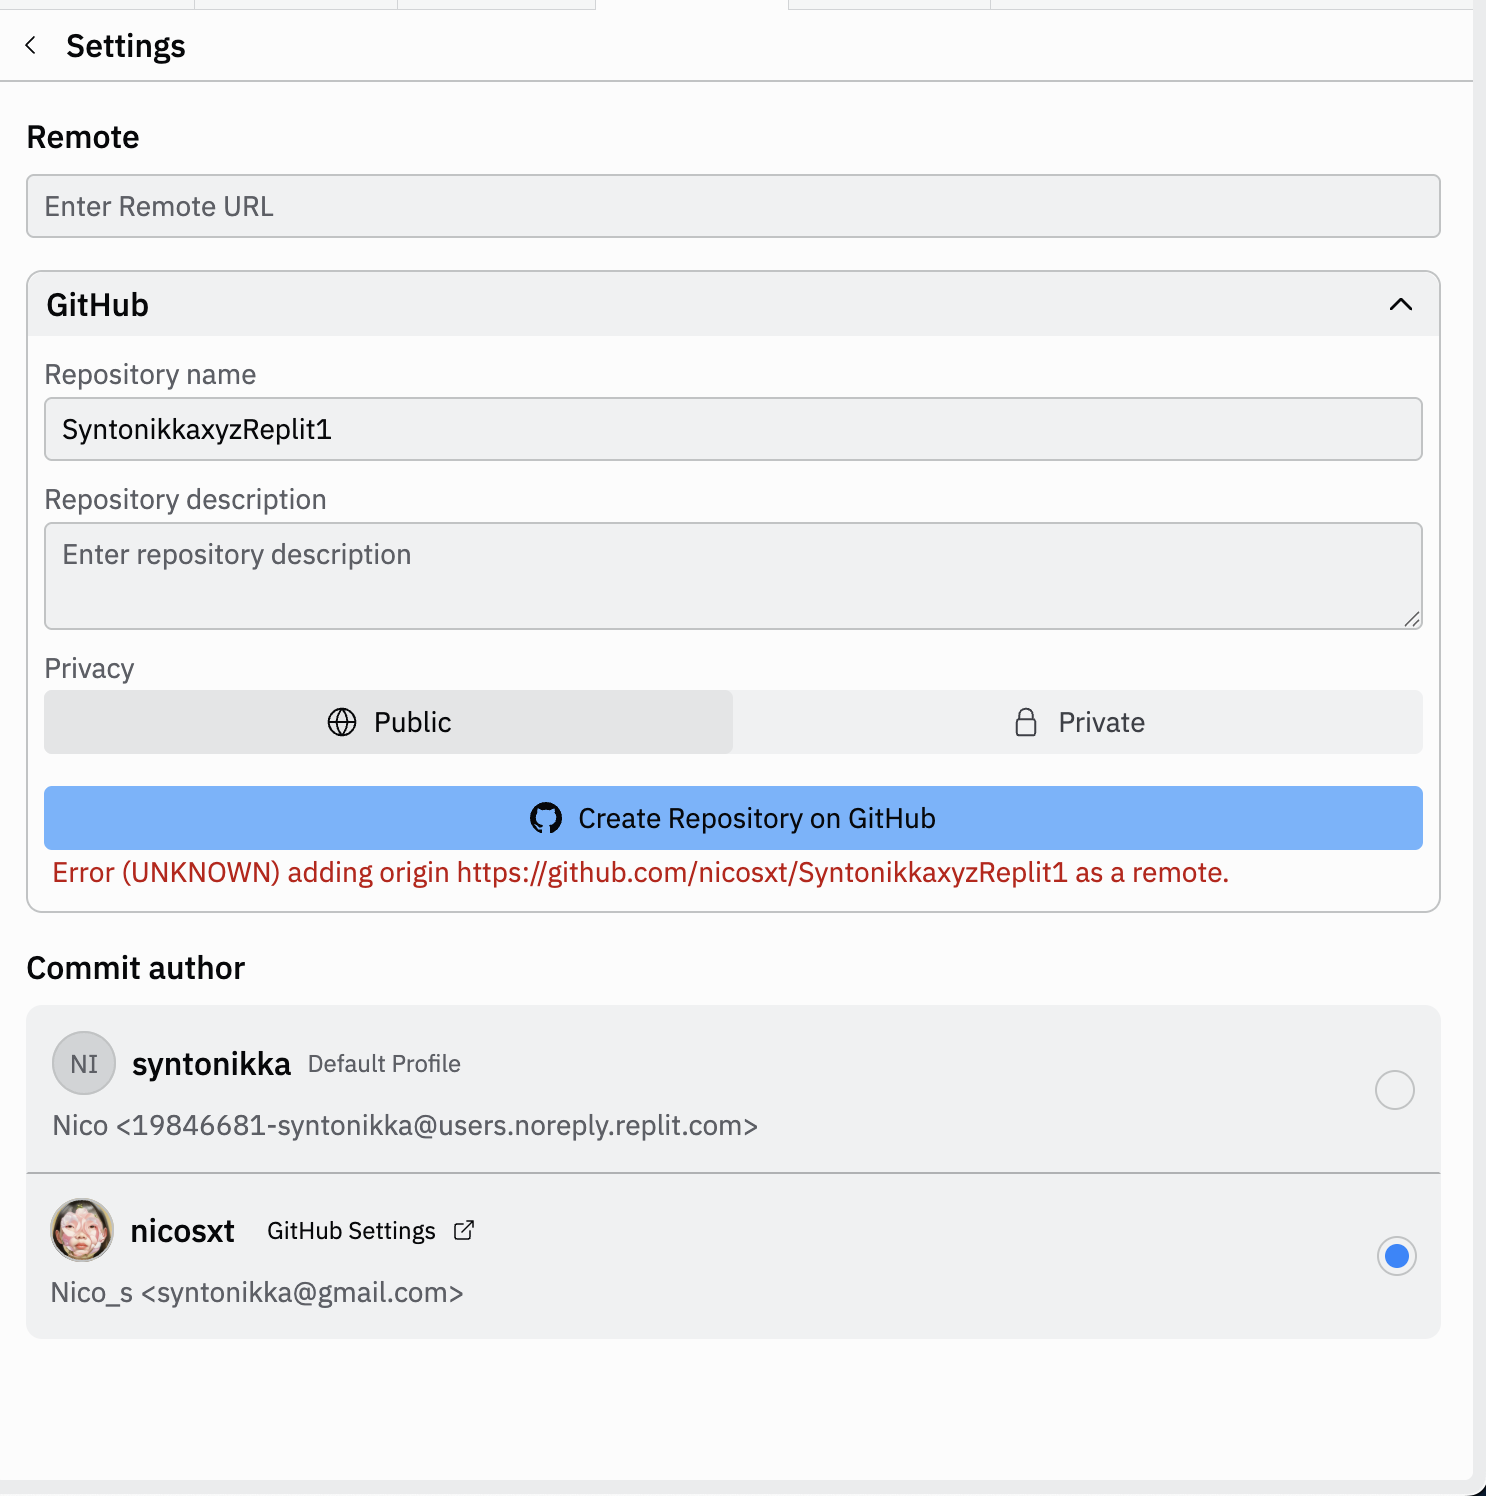 Settings
Remote
Enter Remote URL
GitHub
Repository name
SyntonikkaxyzReplit1
Repository description
Enter repository description
Privacy
Public
Private
Create Repository on GitHub
Error (UNKNOWN) adding origin https://github.com/nicosxt/SyntonikkaxyzReplit1 as a remote.
Commit author
NI syntonikka Default Profile
Nico <19846681-syntonikka@users.noreply.replit.com>
nicosxt GitHub Settings
Nico_s <syntonikka@gmail.com>